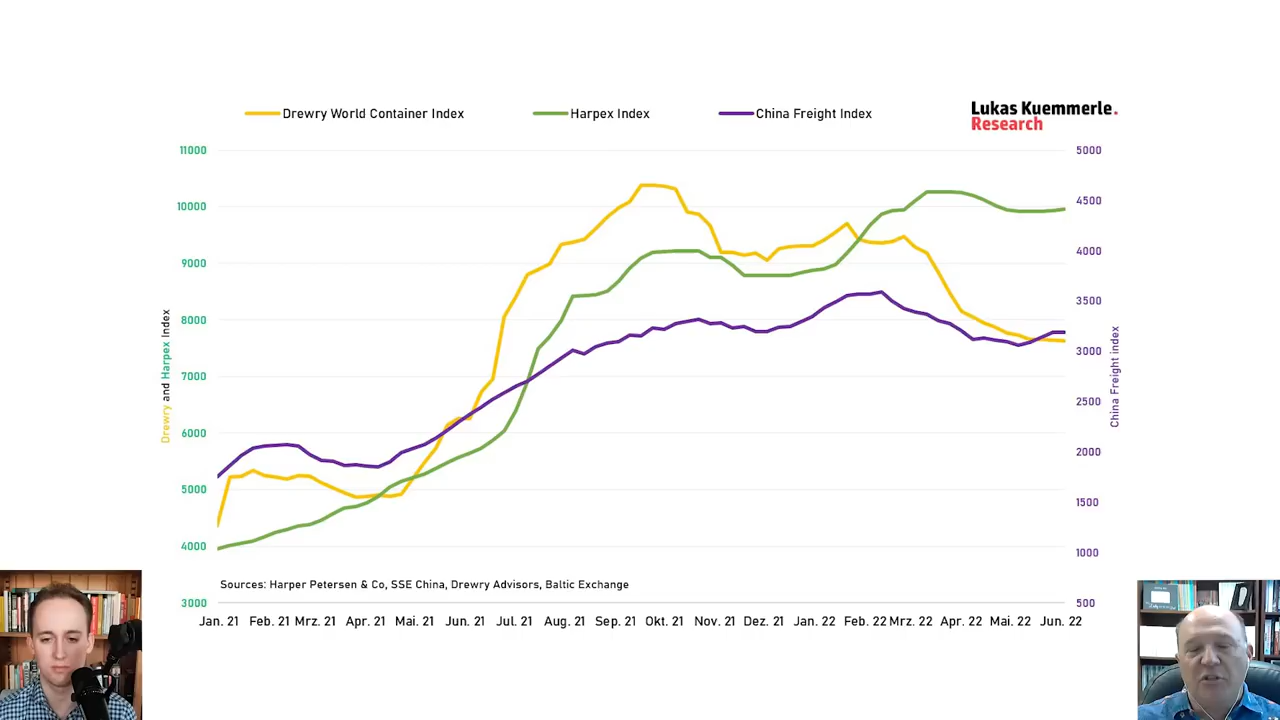 Drewry World Container Index
Harpex Index
China Freight Index
Lukas Kuemmerle.
Research
11000
10000
9000
8000
7000
6000
5000
4000
3000
Drewry and Harpex Index
5000
4500
4000
3500
3000
2500
2000
1500
1000
500
China Freight index
Sources: Harper Petersen & Co, SSE China, Drewry Advisors, Baltic Exchange
Jan. 21 Feb. 21 Mrz. 21 Apr. 21 Mai. 21 Jun. 21 Jul. 21 Aug. 21 Sep. 21 Okt. 21 Nov. 21 Dez. 21 Jan. 22 Feb. 22 Mrz. 22 Apr. 22 Mai. 22 Jun. 22